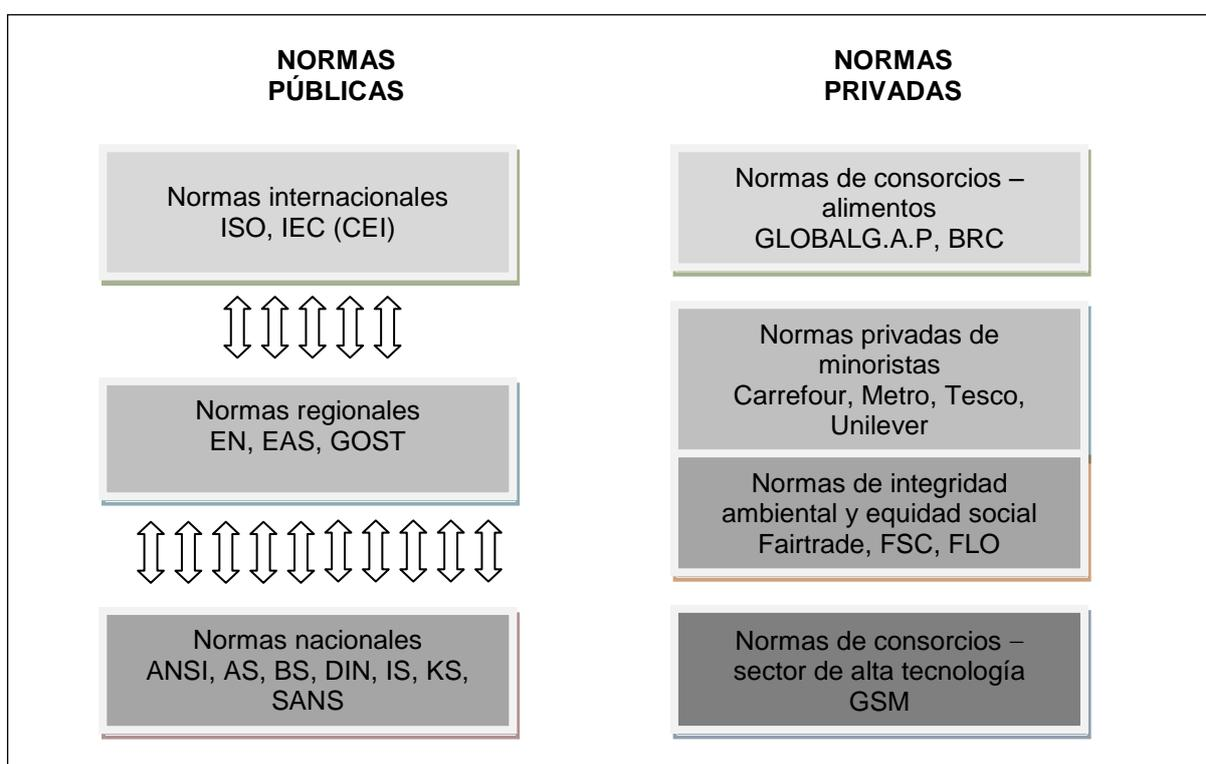 NORMAS
PÚBLICAS
Normas internacionales
ISO, IEC (CEI)
Normas regionales
EN, EAS, GOST
Normas nacionales
ANSI, AS, BS, DIN, IS, KS,
SANS
NORMAS
PRIVADAS
Normas de consorcios –
alimentos
GLOBALG.A.P, BRC
Normas privadas de
minoristas
Carrefour, Metro, Tesco,
Unilever
Normas de integridad
ambiental y equidad social
Fairtrade, FSC, FLO
Normas de consorcios –
sector de alta tecnología
GSM